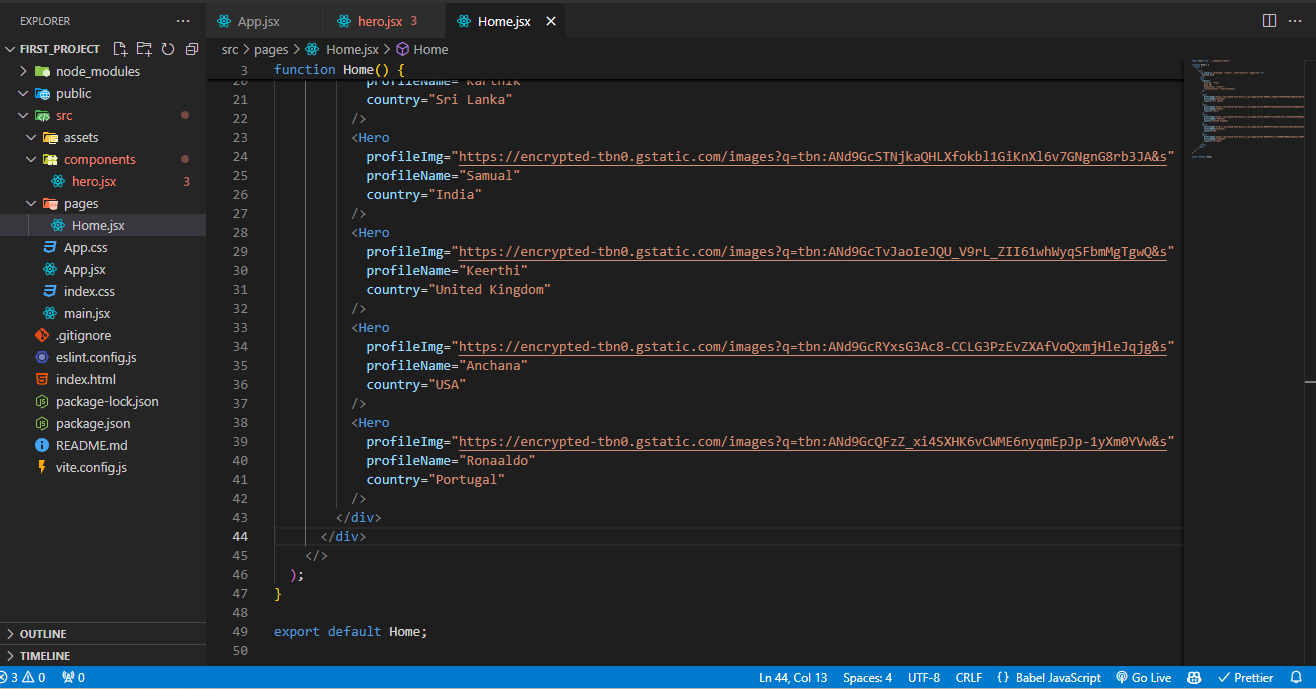 EXPLORER
FIRST_PROJECT
node_modules
public
src
assets
components
hero.jsx 3
pages
Home.jsx
App.css
App.jsx
index.css
main.jsx
.gitignore
eslint.config.js
index.html
package-lock.json
package.json
README.md
vite.config.js
OUTLINE
TIMELINE
App.jsx hero.jsx 3 Home.jsx
src > pages > Home.jsx > Home
3 function Home() {
20 profileName="Karthik"
21 country="Sri Lanka"
22 />
23 <Hero
24 profileImg="https://encrypted-tbn0.gstatic.com/images?q=tbn:ANd9GcSTNjkaQHLXfokbl1GiKnXl6v7GNgnG8rb3JA&s"
25 profileName="Samual"
26 country="India"
27 />
28 <Hero
29 profileImg="https://encrypted-tbn0.gstatic.com/images?q=tbn:ANd9GcTvJaoIeJQU_V9rL_ZII61whWyqSFbmMgTgwQ&s"
30 profileName="Keerthi"
31 country="United Kingdom"
32 />
33 <Hero
34 profileImg="https://encrypted-tbn0.gstatic.com/images?q=tbn:ANd9GcRYxsG3Ac8-CCLG3PzEvZXAfVoQxmjHleJqjg&s"
35 profileName="Anchana"
36 country="USA"
37 />
38 <Hero
39 profileImg="https://encrypted-tbn0.gstatic.com/images?q=tbn:ANd9GcQFzZ_xi4SXHK6vCWME6nyqmEpJp-1yXm0YVw&s"
40 profileName="Ronaaldo"
41 country="Portugal"
42 />
43 </div>
44 </div>
45 </>
46 );
47 }
48
49 export default Home;
50
3 0 0 Ln 44, Col 13 Spaces: 4 UTF-8 CRLF {} Babel JavaScript Go Live Prettier